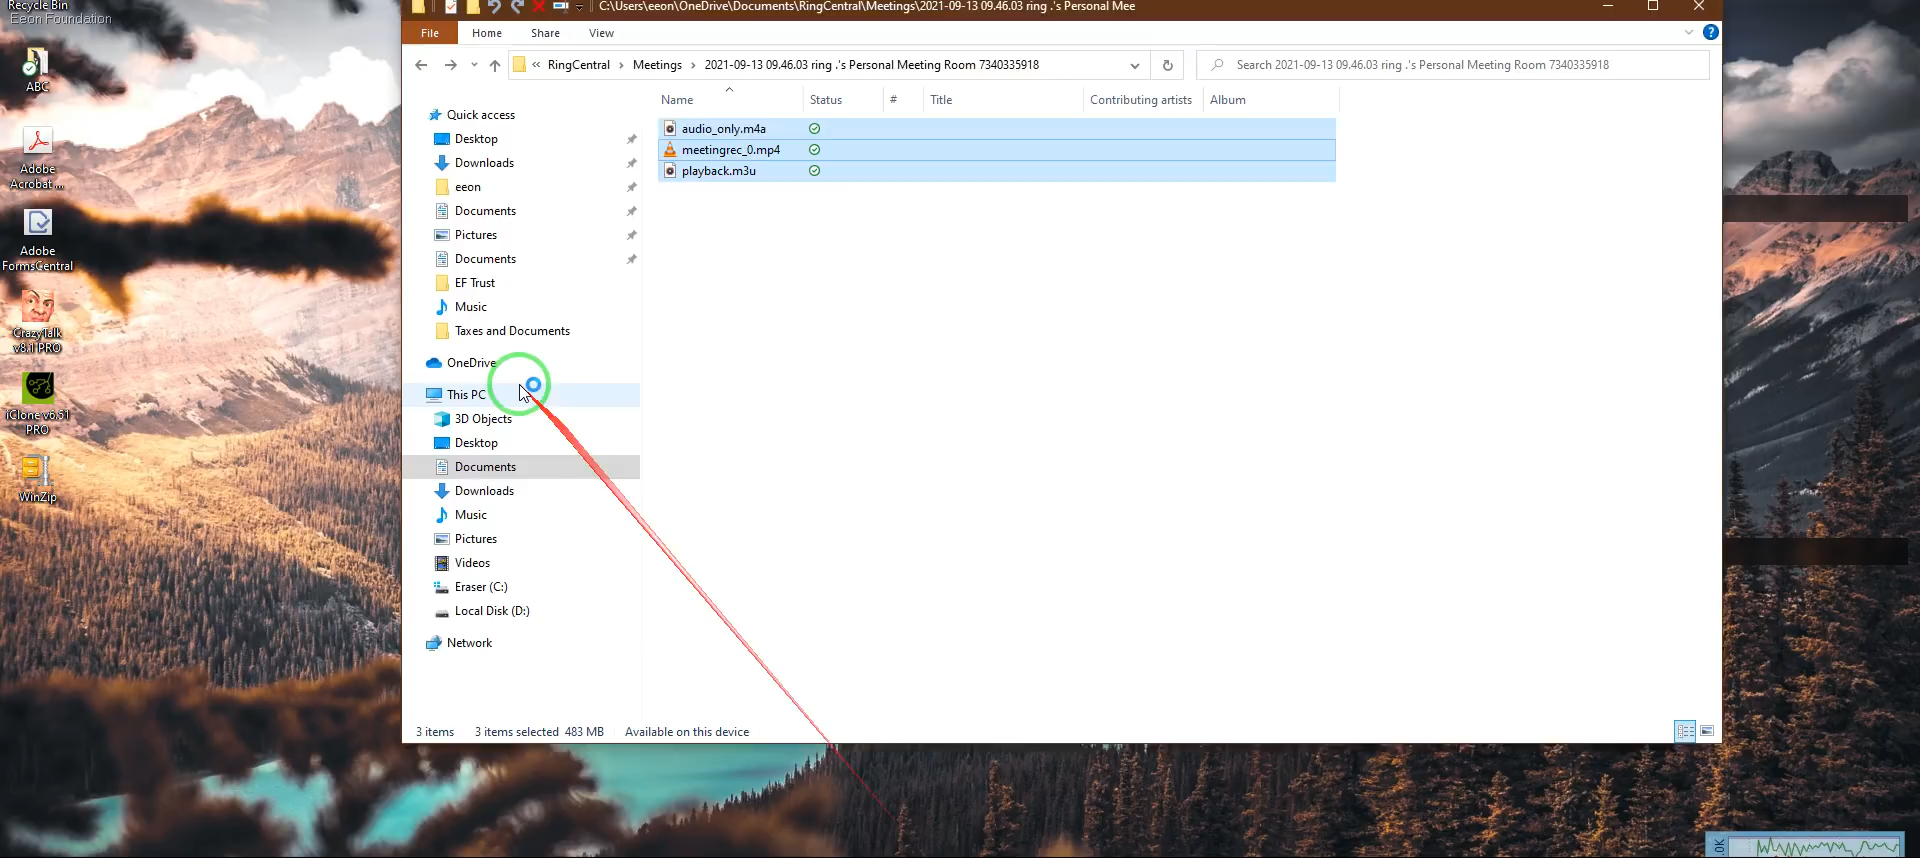 Recycle Bin
Eeon Foundation
C:\Users\eeon\OneDrive\Documents\RingCentral\Meetings\2021-09-13 09.46.03 ring .'s Personal Mee
File Home Share View
« RingCentral › Meetings › 2021-09-13 09.46.03 ring .'s Personal Meeting Room 7340335918
Search 2021-09-13 09.46.03 ring .'s Personal Meeting Room 7340335918
ABC
Adobe
Acrobat ...
Adobe
FormsCentral
CrazyTalk
v8.1 PRO
iClone v6.51
PRO
WinZip
Quick access
Desktop
Downloads
eeon
Documents
Pictures
Documents
EF Trust
Music
Taxes and Documents
OneDrive
This PC
3D Objects
Desktop
Documents
Downloads
Music
Pictures
Videos
Eraser (C:)
Local Disk (D:)
Network
Name Status # Title Contributing artists Album
audio_only.m4a
meetingrec_0.mp4
playback.m3u
3 items 3 items selected 483 MB Available on this device
0K